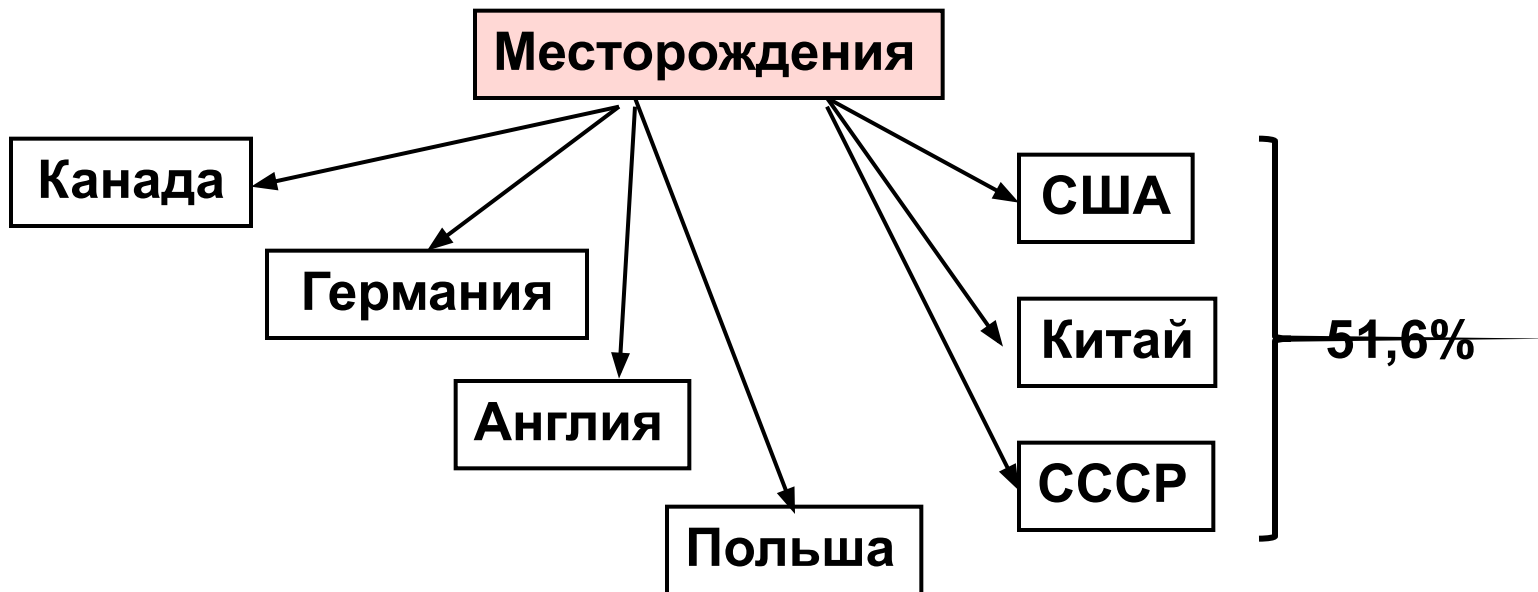 Месторождения
Канада
США
Германия
Китай
51,6%
Англия
СССР
Польша